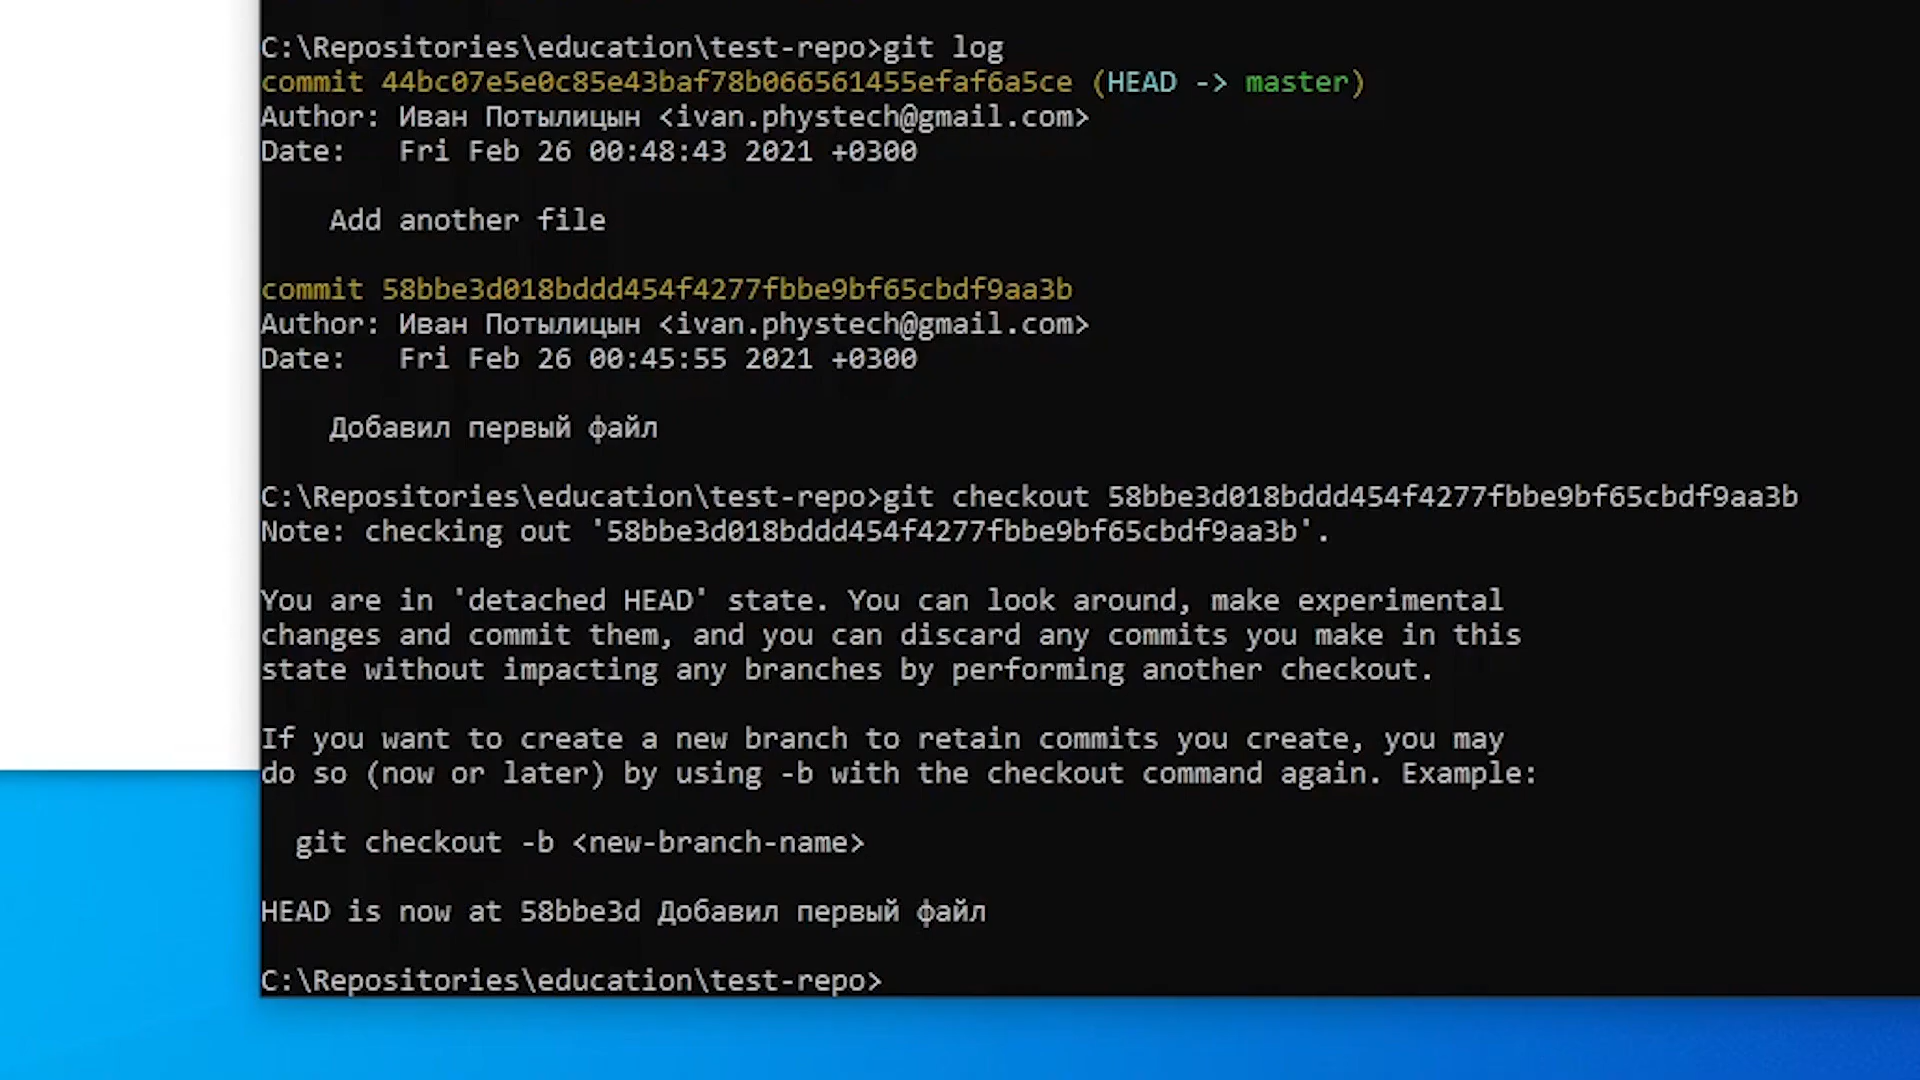 C:\Repositories\education\test-repo>git log
commit 44bc07e5e0c85e43baf78b066561455efaf6a5ce (HEAD -> master)
Author: Иван Потылицын <ivan.phystech@gmail.com>
Date:   Fri Feb 26 00:48:43 2021 +0300
Add another file
commit 58bbe3d018bddd454f4277fbbe9bf65cbdf9aa3b
Author: Иван Потылицын <ivan.phystech@gmail.com>
Date:   Fri Feb 26 00:45:55 2021 +0300
Добавил первый файл
C:\Repositories\education\test-repo>git checkout 58bbe3d018bddd454f4277fbbe9bf65cbdf9aa3b
Note: checking out '58bbe3d018bddd454f4277fbbe9bf65cbdf9aa3b'.
You are in 'detached HEAD' state. You can look around, make experimental
changes and commit them, and you can discard any commits you make in this
state without impacting any branches by performing another checkout.
If you want to create a new branch to retain commits you create, you may
do so (now or later) by using -b with the checkout command again. Example:
git checkout -b <new-branch-name>
HEAD is now at 58bbe3d Добавил первый файл
C:\Repositories\education\test-repo>